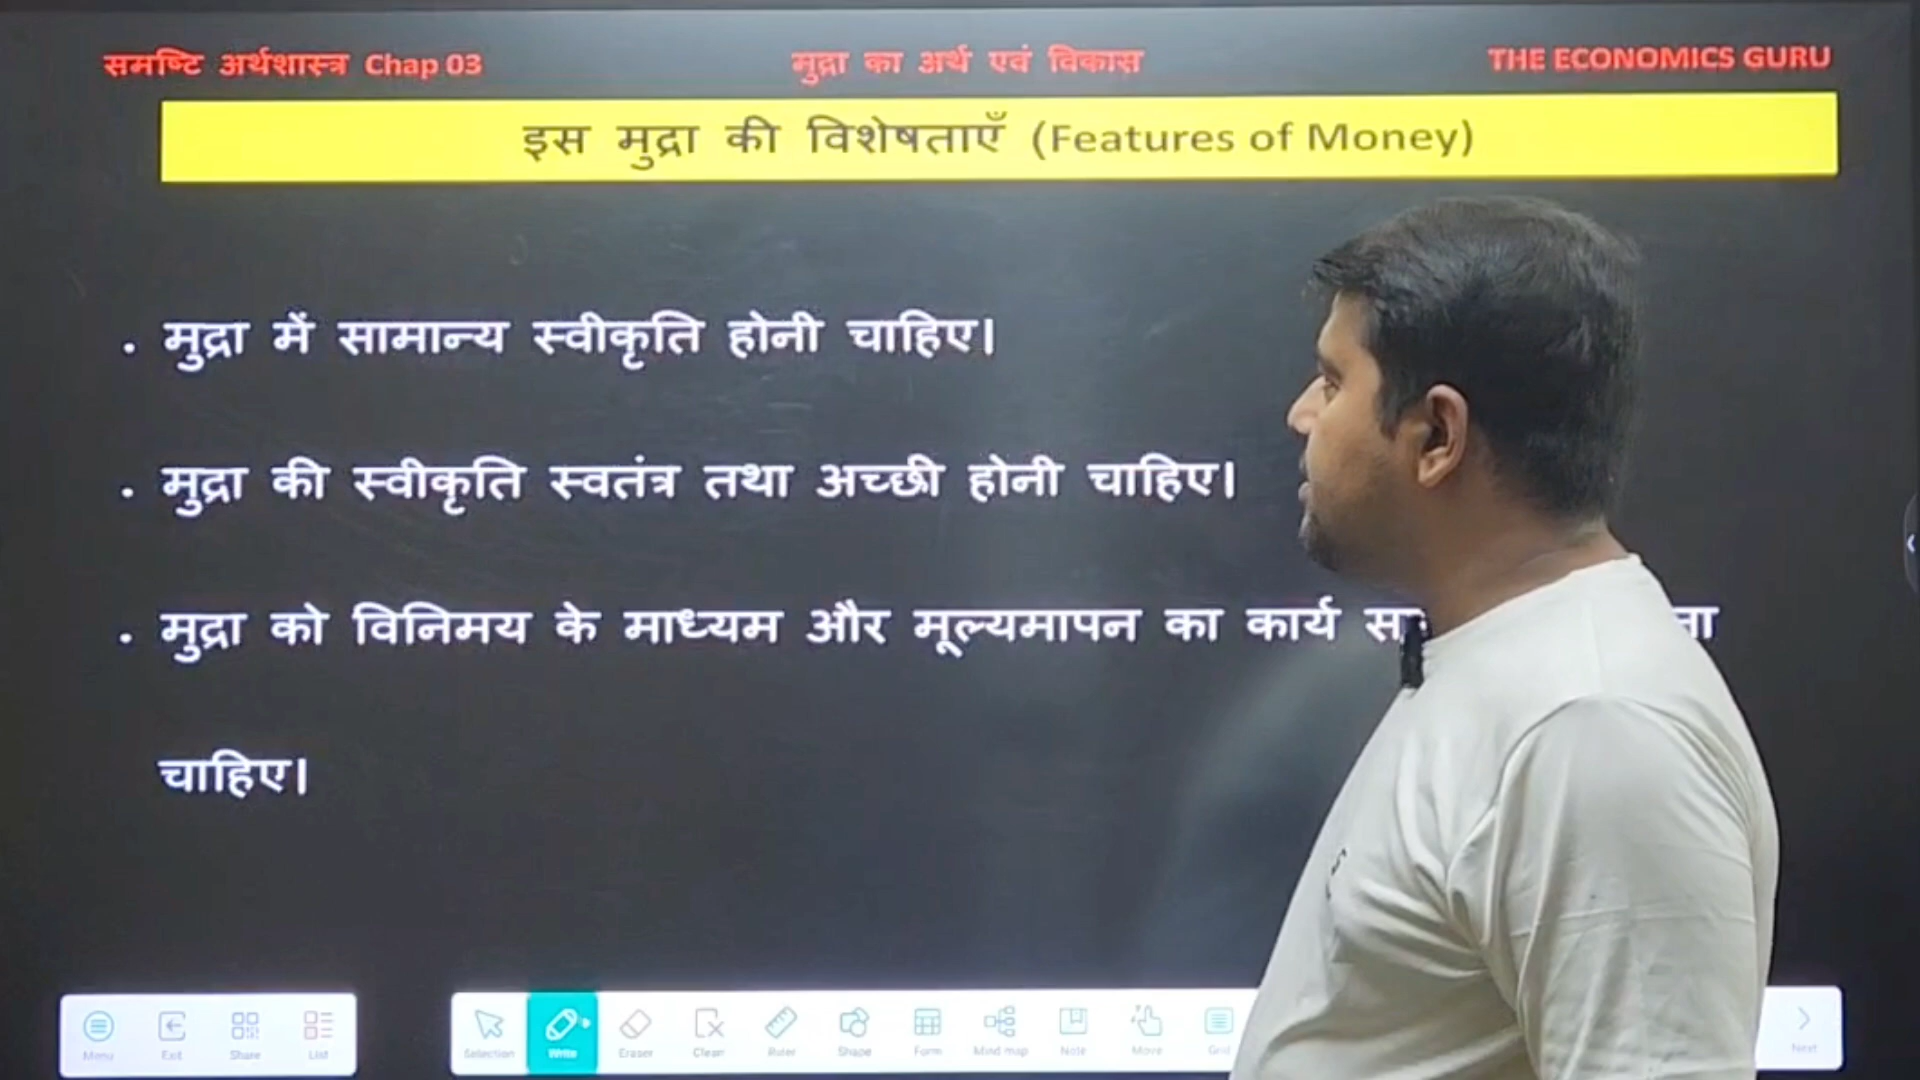 समष्टि अर्थशास्त्र Chap 03
मुद्रा का अर्थ एवं विकास
THE ECONOMICS GURU
इस मुद्रा की विशेषताएँ (Features of Money)
. मुद्रा में सामान्य स्वीकृति होनी चाहिए।
. मुद्रा की स्वीकृति स्वतंत्र तथा अच्छी होनी चाहिए।
. मुद्रा को विनिमय के माध्यम और मूल्यमापन का कार्य
चाहिए।
Menu Exit Share List Selection Write Eraser Clean Ruler Shape Form Mind map Note Move Grid Next